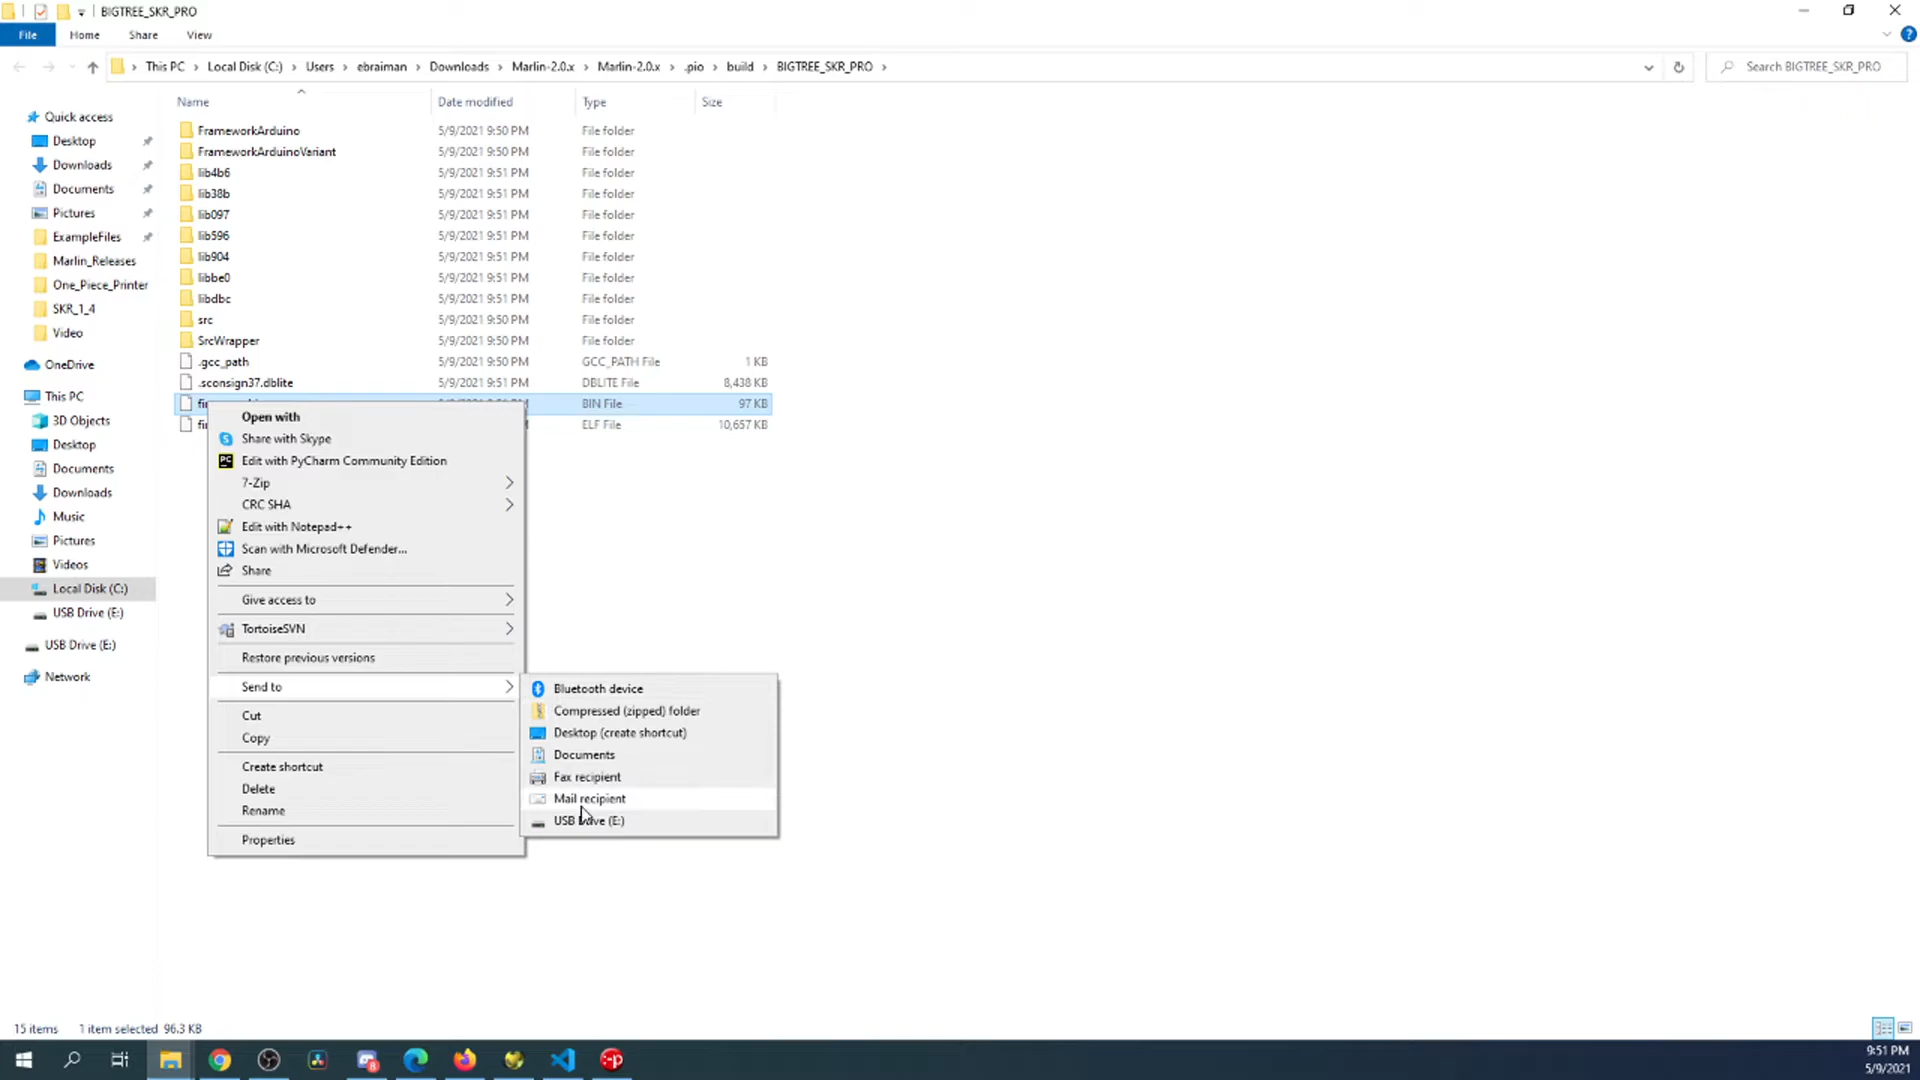 BIGTREE_SKR_PRO
File Home Share View
This PC Local Disk (C:) Users ebraiman Downloads Marlin-2.0.x Marlin-2.0.x .pio build BIGTREE_SKR_PRO
Search BIGTREE_SKR_PRO
Name Date modified Type Size
Quick access
Desktop
Downloads
Documents
Pictures
ExampleFiles
Marlin_Releases
One_Piece_Printer
SKR_1_4
Video
OneDrive
This PC
3D Objects
Desktop
Documents
Downloads
Music
Pictures
Videos
Local Disk (C:)
USB Drive (E:)
USB Drive (E:)
Network
FrameworkArduino 5/9/2021 9:50 PM File folder
FrameworkArduinoVariant 5/9/2021 9:50 PM File folder
lib4b6 5/9/2021 9:51 PM File folder
lib38b 5/9/2021 9:51 PM File folder
lib097 5/9/2021 9:51 PM File folder
lib596 5/9/2021 9:51 PM File folder
lib904 5/9/2021 9:51 PM File folder
libbe0 5/9/2021 9:51 PM File folder
libdbc 5/9/2021 9:51 PM File folder
src 5/9/2021 9:50 PM File folder
SrcWrapper 5/9/2021 9:50 PM File folder
.gcc_path 5/9/2021 9:50 PM GCC_PATH File 1 KB
.sconsign37.dblite 5/9/2021 9:51 PM DBLITE File 8,438 KB
BIN File 97 KB
ELF File 10,657 KB
Open with
Share with Skype
PC Edit with PyCharm Community Edition
7-Zip
CRC SHA
Edit with Notepad++
Scan with Microsoft Defender...
Share
Give access to
TortoiseSVN
Restore previous versions
Send to
Cut
Copy
Create shortcut
Delete
Rename
Properties
Bluetooth device
Compressed (zipped) folder
Desktop (create shortcut)
Documents
Fax recipient
Mail recipient
USB Drive (E:)
15 items 1 item selected 96.3 KB
9:51 PM
5/9/2021